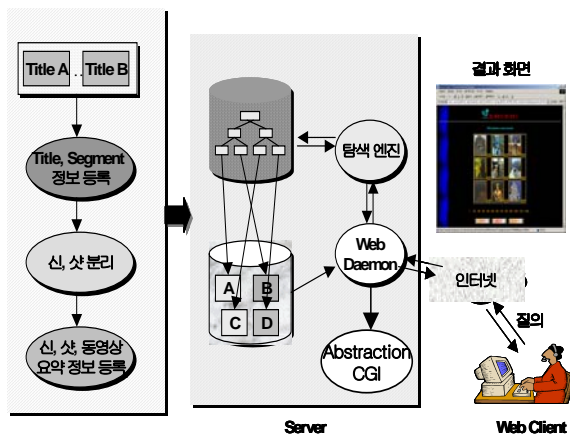 Title A .. Title B
Title, Segment
정보 등록
신, 샷 분리
신, 샷, 동영상
요약 정보 등록
탐색 엔진
Web
Daemon
A B
C D
Abstraction
CGI
Server
결과 화면
인터넷
질의
Web Client